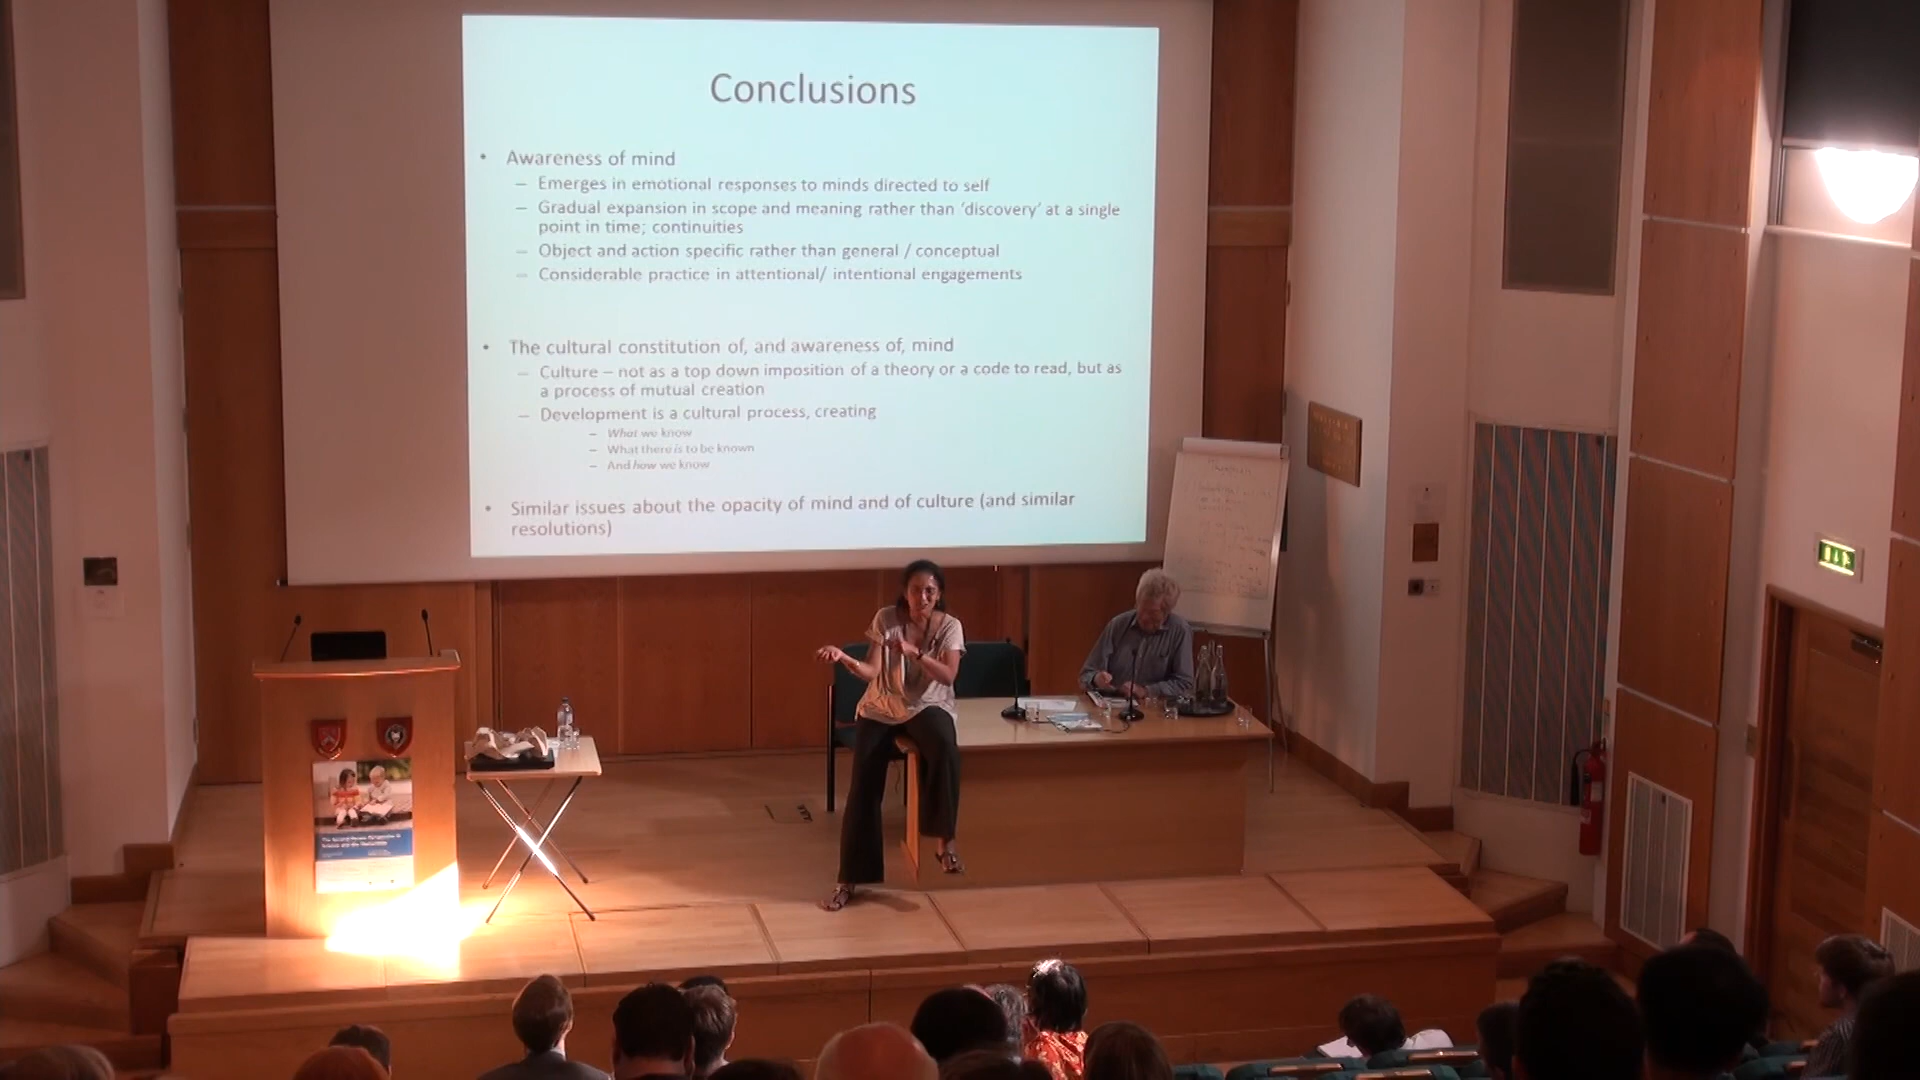 Conclusions
• Awareness of mind
– Emerges in emotional responses to minds directed to self
– Gradual expansion in scope and meaning rather than ‘discovery’ at a single
point in time; continuities
– Object and action specific rather than general / conceptual
– Considerable practice in attentional/ intentional engagements
• The cultural constitution of, and awareness of, mind
– Culture – not as a top down imposition of a theory or a code to read, but as
a process of mutual creation
– Development is a cultural process, creating
– What we know
– What there is to be known
– And how we know
• Similar issues about the opacity of mind and of culture (and similar
resolutions)